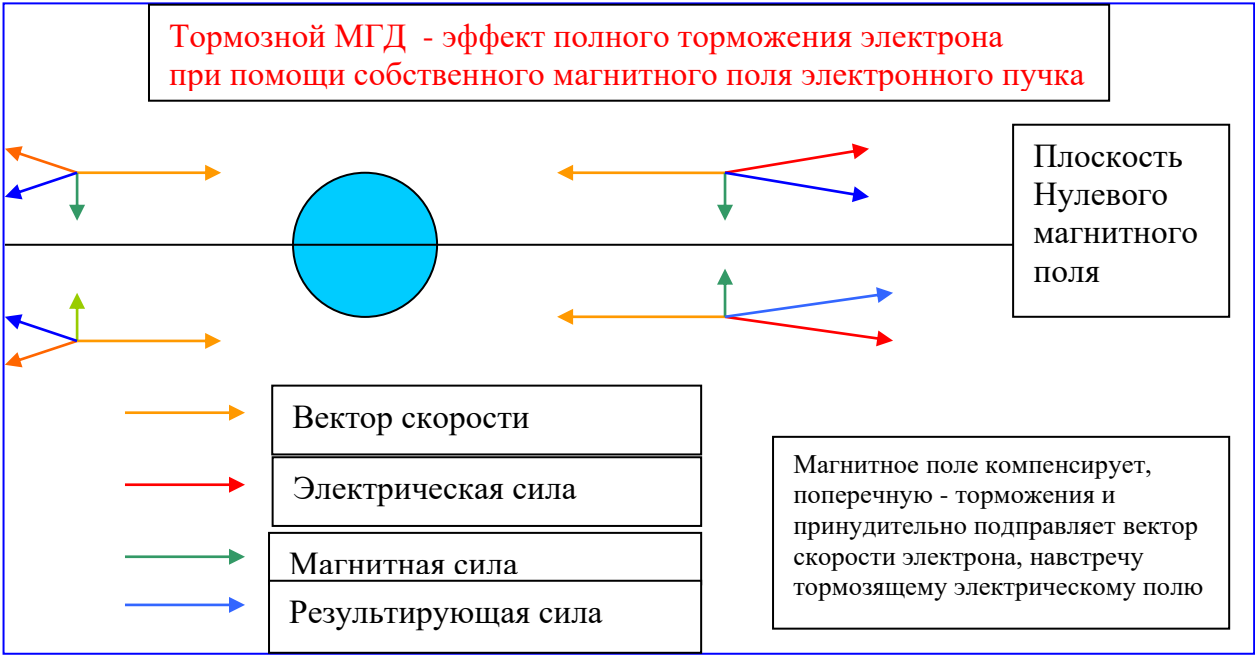 Тормозной МГД - эффект полного торможения электрона
при помощи собственного магнитного поля электронного пучка
Плоскость
Нулевого
магнитного
поля
Вектор скорости
Электрическая сила
Магнитная сила
Результирующая сила
Магнитное поле компенсирует,
поперечную - торможения и
принудительно подправляет вектор
скорости электрона, навстречу
тормозящему электрическому полю